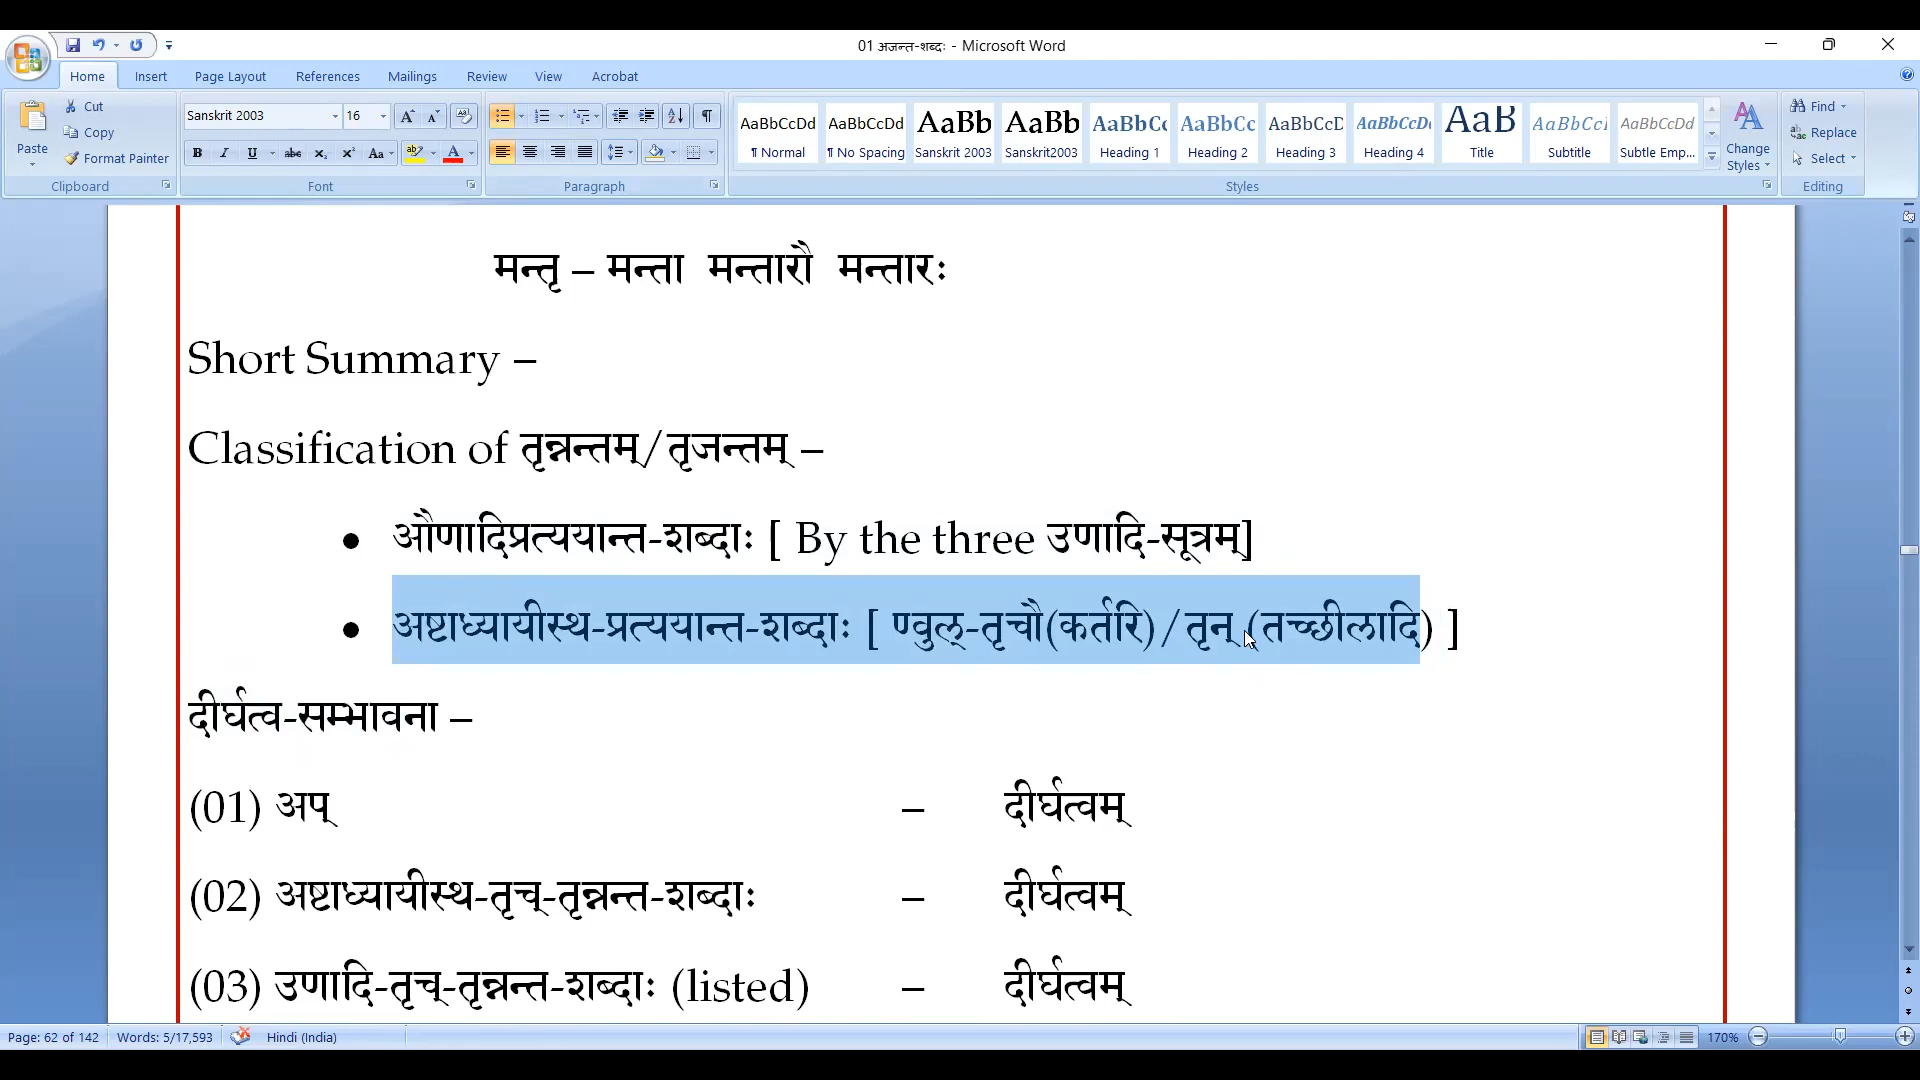 01 अजन्त-शब्दः - Microsoft Word
Home Insert Page Layout References Mailings Review View Acrobat
Paste Cut Copy Format Painter
Sanskrit 2003 16
AaBbCcDd AaBbCcDd AaBb AaBb AaBbCc AaBbCc AaBbCcD AaBbCcDc AaB AaBbCcI AaBbCcDd
¶ Normal ¶ No Spacing Sanskrit 2003 Sanskrit2003 Heading 1 Heading 2 Heading 3 Heading 4 Title Subtitle Subtle Emp...
Change Styles
Find
Replace
Select
Clipboard Font Paragraph Styles Editing
मन्तृ – मन्ता मन्तारौ मन्तारः
Short Summary –
Classification of तृन्नन्तम्/तृजन्तम् –
• औणादिप्रत्ययान्त-शब्दाः [ By the three उणादि-सूत्रम्]
• अष्टाध्यायीस्थ-प्रत्ययान्त-शब्दाः [ ण्वुल्-तृचौ(कर्तरि)/तृन् (तच्छीलादि) ]
दीर्घत्व-सम्भावना –
(01) अप् – दीर्घत्वम्
(02) अष्टाध्यायीस्थ-तृच्-तृन्नन्त-शब्दाः – दीर्घत्वम्
(03) उणादि-तृच्-तृन्नन्त-शब्दाः (listed) – दीर्घत्वम्
Page: 62 of 142 Words: 5/17,593 Hindi (India) 170%